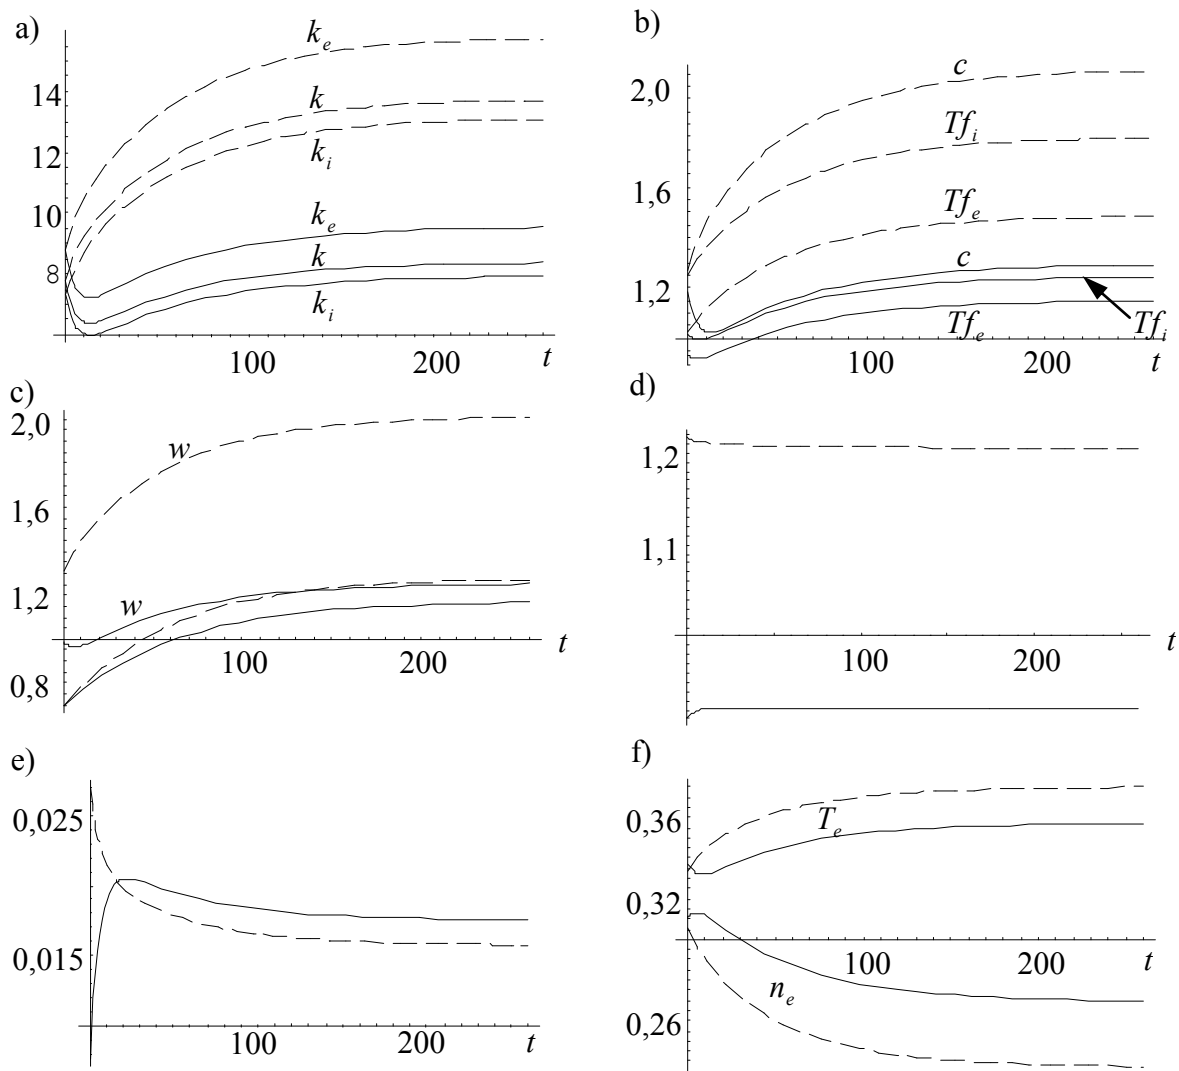 a)
k_e
14
k
12
k_i
10
k_e
8
k
k_i
100
200
t
b)
c
2,0
Tf_i
1,6
Tf_e
c
1,2
Tf_e
Tf_i
100
200
t
c)
2,0
w
1,6
1,2
w
t
100
200
0,8
d)
1,2
1,1
100
200
t
e)
0,025
0,015
100
200
t
f)
0,36
T_e
0,32
100
200
t
n_e
0,26